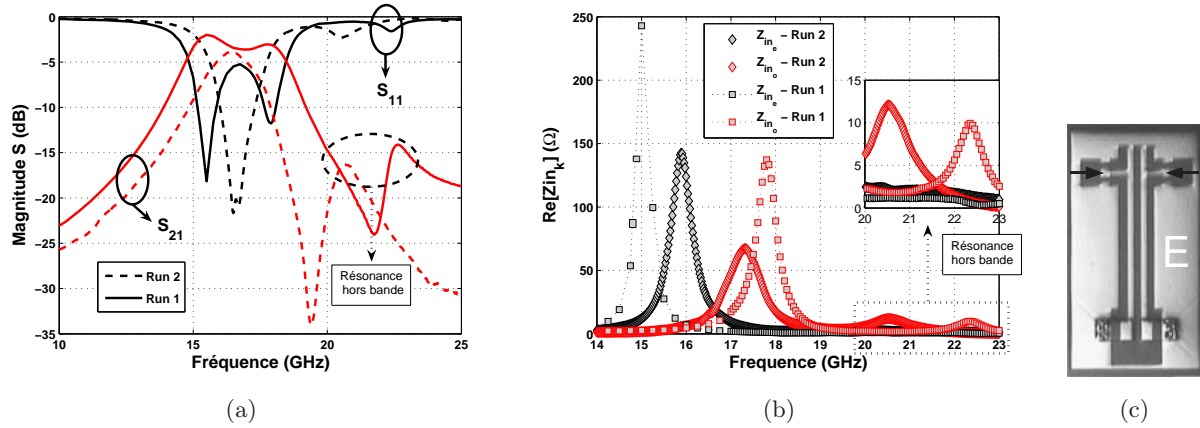 0
−5
−10
−15
−20
−25
−30
−35
Magnitude S (dB)
10
15
20
25
Fréquence (GHz)
S11
S21
Run 2
Run 1
Résonance
hors bande
(a)
250
200
150
100
50
0
Re[Zink] (Ω)
14
15
16
17
18
19
20
21
22
23
Frequence (GHz)
Zine − Run 2
Zino − Run 2
Zine − Run 1
Zino − Run 1
15
10
5
0
20
21
22
23
Résonance
hors bande
(b)
E
(c)